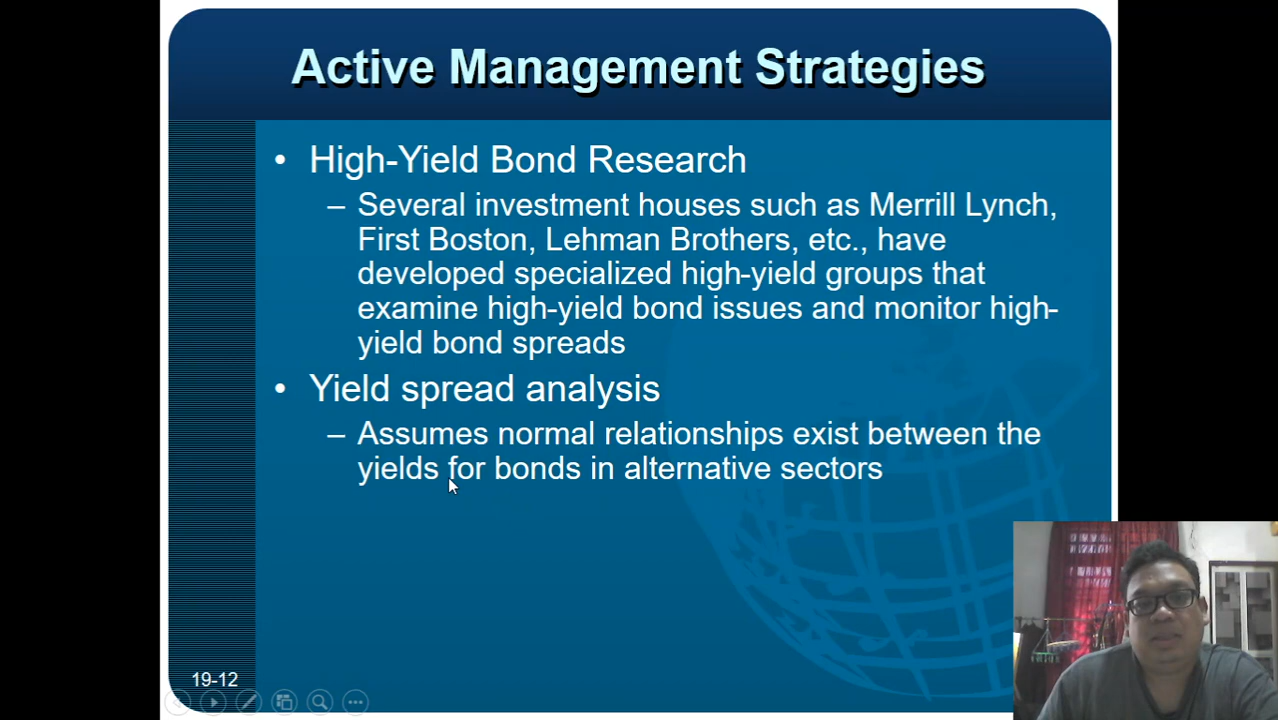 Active Management Strategies
• High-Yield Bond Research
– Several investment houses such as Merrill Lynch,
First Boston, Lehman Brothers, etc., have
developed specialized high-yield groups that
examine high-yield bond issues and monitor high-
yield bond spreads
• Yield spread analysis
– Assumes normal relationships exist between the
yields for bonds in alternative sectors
19-12